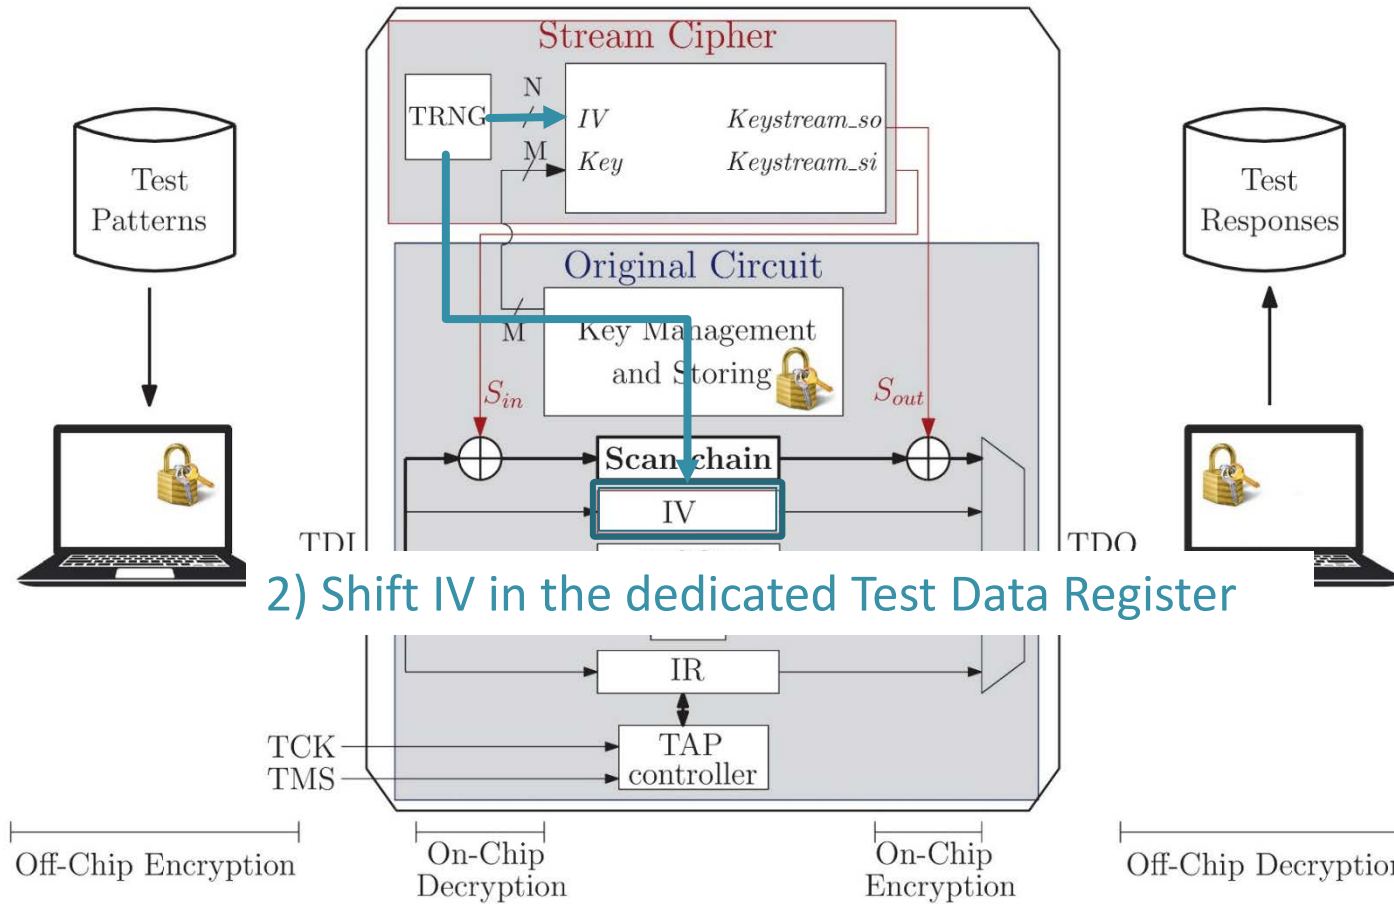 Stream Cipher
TRNG
N
M
IV
Key
Keystream_so
Keystream_si
Test
Patterns
Test
Responses
Original Circuit
M
Key Management
and Storing
S_in
S_out
Scan chain
IV
TDI
TDO
2) Shift IV in the dedicated Test Data Register
IR
TCK
TMS
TAP
controller
Off-Chip Encryption
On-Chip
Decryption
On-Chip
Encryption
Off-Chip Decryption